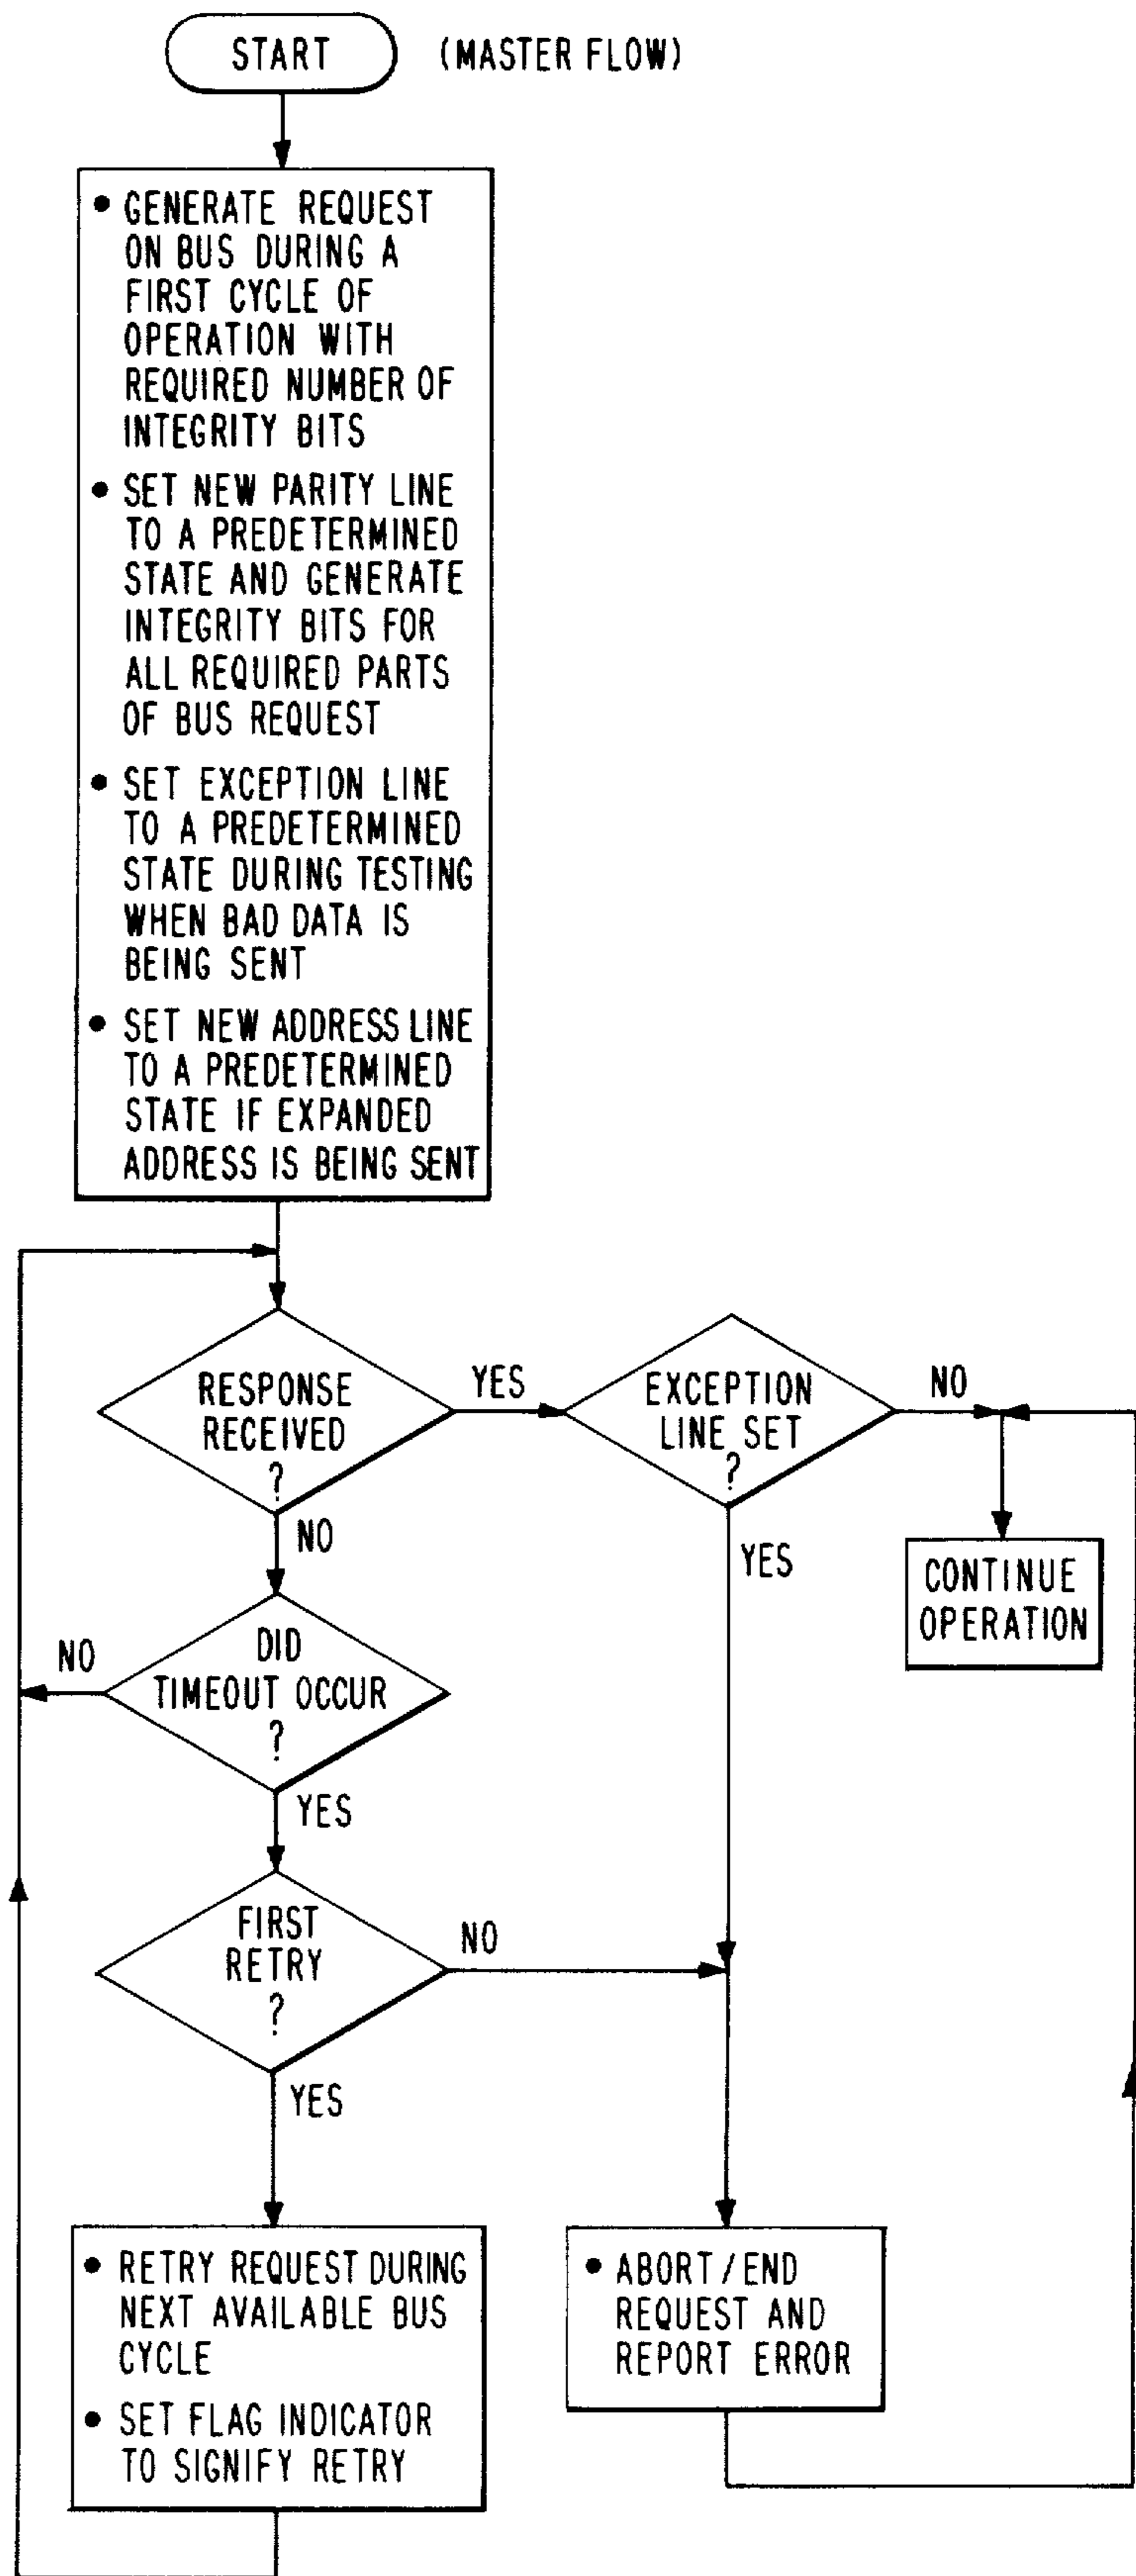 START (MASTER FLOW)
• GENERATE REQUEST
ON BUS DURING A
FIRST CYCLE OF
OPERATION WITH
REQUIRED NUMBER OF
INTEGRITY BITS
• SET NEW PARITY LINE
TO A PREDETERMINED
STATE AND GENERATE
INTEGRITY BITS FOR
ALL REQUIRED PARTS
OF BUS REQUEST
• SET EXCEPTION LINE
TO A PREDETERMINED
STATE DURING TESTING
WHEN BAD DATA IS
BEING SENT
• SET NEW ADDRESS LINE
TO A PREDETERMINED
STATE IF EXPANDED
ADDRESS IS BEING SENT
RESPONSE
RECEIVED
?
YES
NO
EXCEPTION
LINE SET
?
NO
YES
CONTINUE
OPERATION
DID
TIMEOUT OCCUR
?
NO
YES
FIRST
RETRY
?
NO
YES
• RETRY REQUEST DURING
NEXT AVAILABLE BUS
CYCLE
• SET FLAG INDICATOR
TO SIGNIFY RETRY
• ABORT / END
REQUEST AND
REPORT ERROR